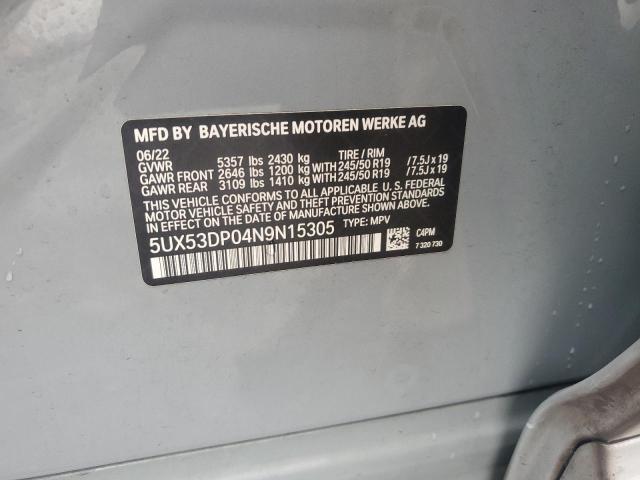 MFD BY BAYERISCHE MOTOREN WERKE AG
06/22 TIRE / RIM
GVWR 5357 lbs 2430 kg
GAWR FRONT 2646 lbs 1200 kg WITH 245/50 R19 /7.5J x 19
GAWR REAR 3109 lbs 1410 kg WITH 245/50 R19 /7.5J x 19
THIS VEHICLE CONFORMS TO ALL APPLICABLE U. S. FEDERAL
MOTOR VEHICLE SAFETY, BUMPER, AND THEFT PREVENTION STANDARDS
IN EFFECT ON THE DATE OF MANUFACTURE SHOWN ABOVE.
5UX53DP04N9N15305 TYPE: MPV
C4PM
7 320 730